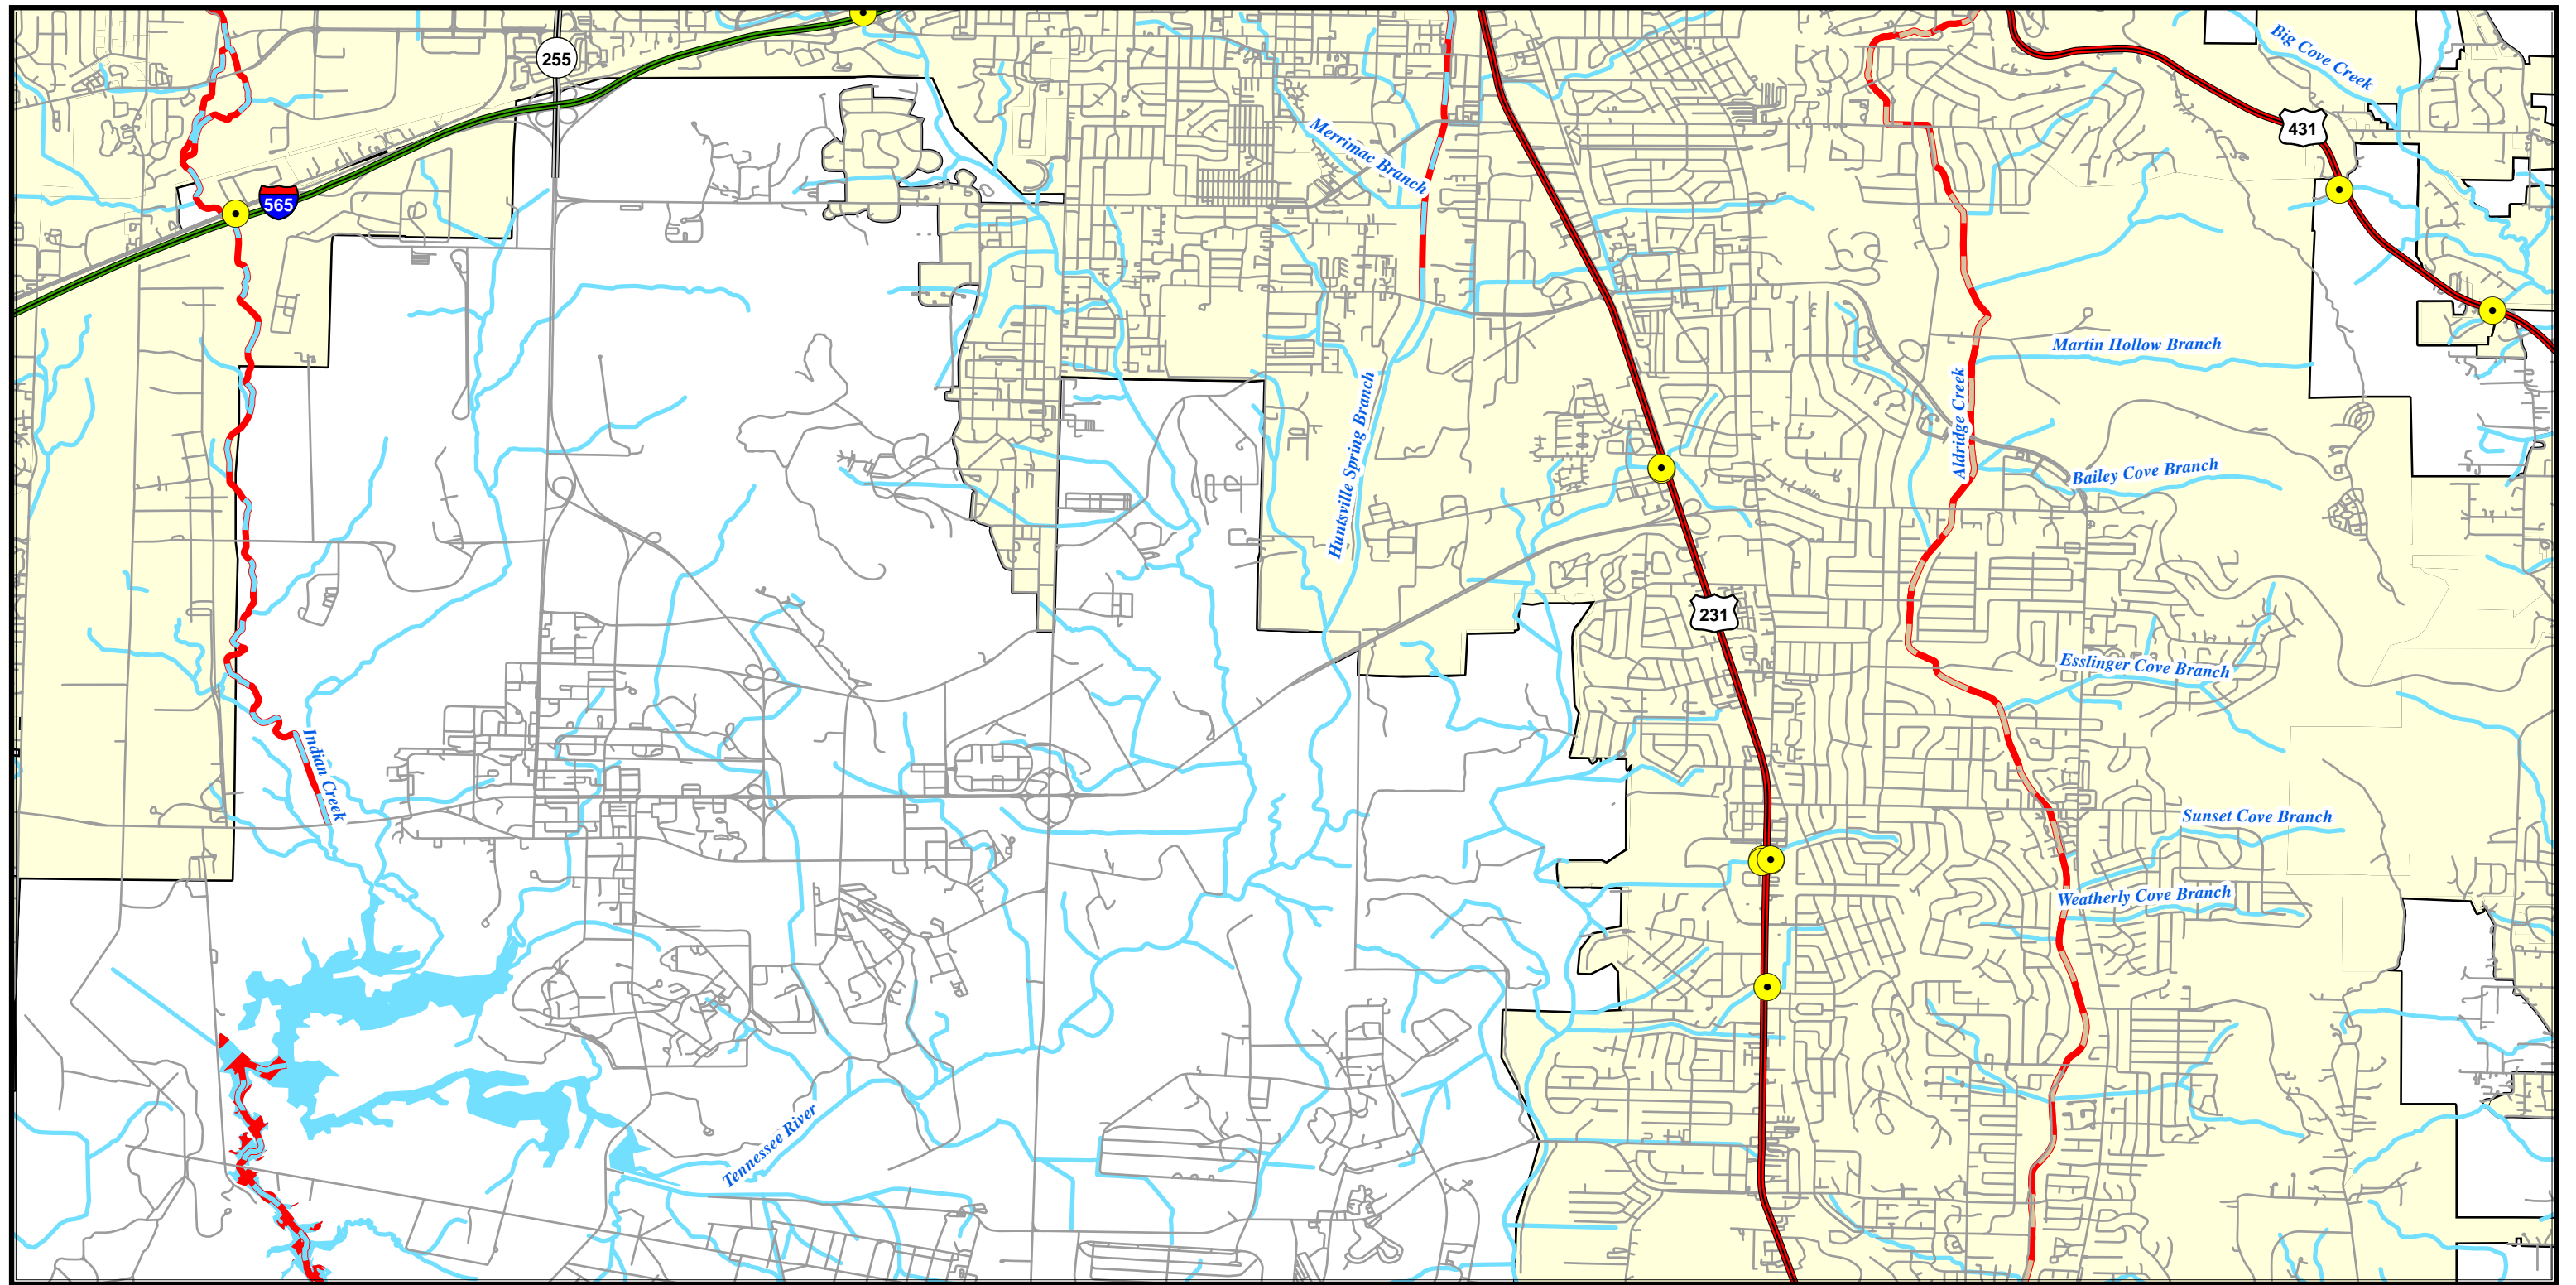 255
Big Cove Creek
431
Merrimac Branch
565
Martin Hollow Branch
Aldridge Creek
Huntsville Spring Branch
Bailey Cove Branch
231
Esslinger Cove Branch
Indian Creek
Sunset Cove Branch
Weatherly Cove Branch
Tennessee River